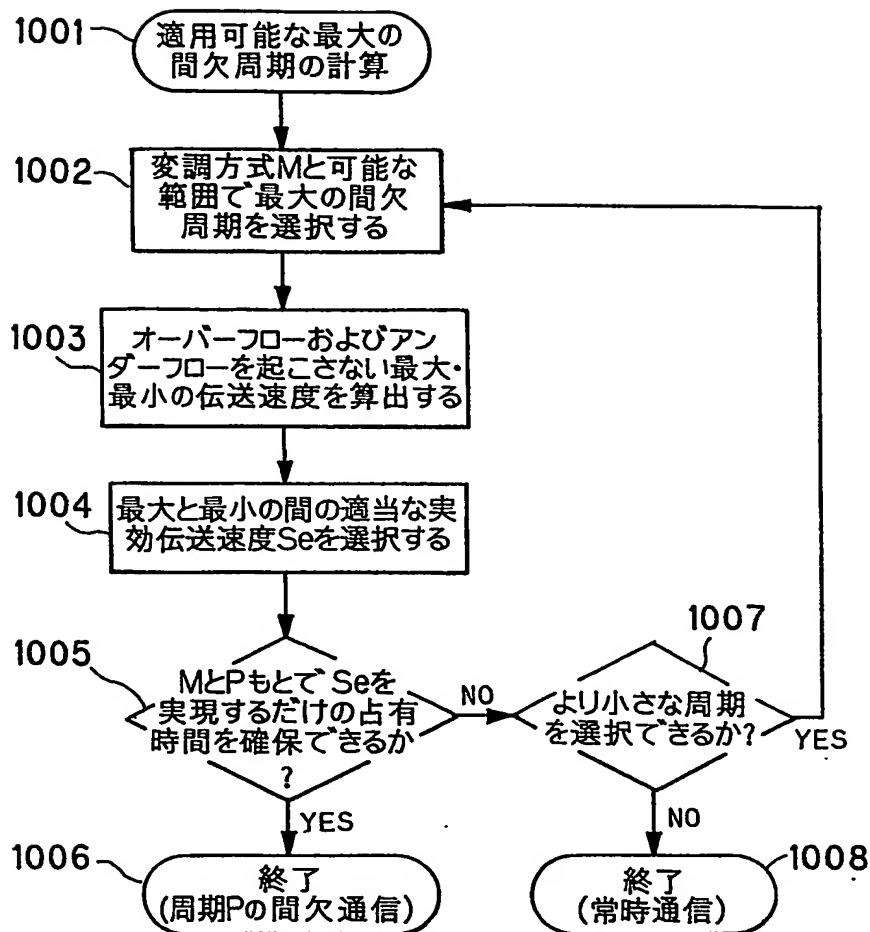 1001
適用可能な最大の
間欠周期の計算
1002
変調方式Mと可能な
範囲で最大の間欠
周期を選択する
1003
オーバーフローおよびアン
ダーフローを起こさない最大・
最小の伝送速度を算出する
1004
最大と最小の間の適当な実
効伝送速度Seを選択する
1005
MとPもとでSeを
実現するだけの占有
時間を確保できるか
?
NO
YES
1007
より小さな周期
を選択できるか?
YES
NO
1006
終了
(周期Pの間欠通信)
1008
終了
(常時通信)